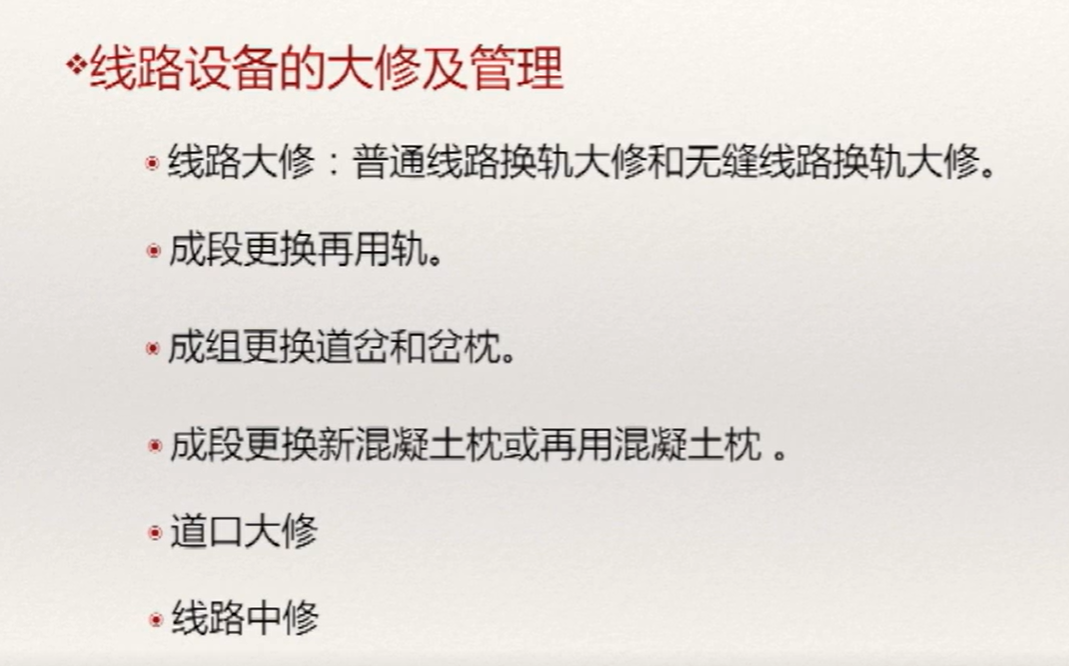 线路设备的大修及管理
线路大修：普通线路换轨大修和无缝线路换轨大修。
成段更换再用轨。
成组更换道岔和岔枕。
成段更换新混凝土枕或再用混凝土枕 。
道口大修
线路中修